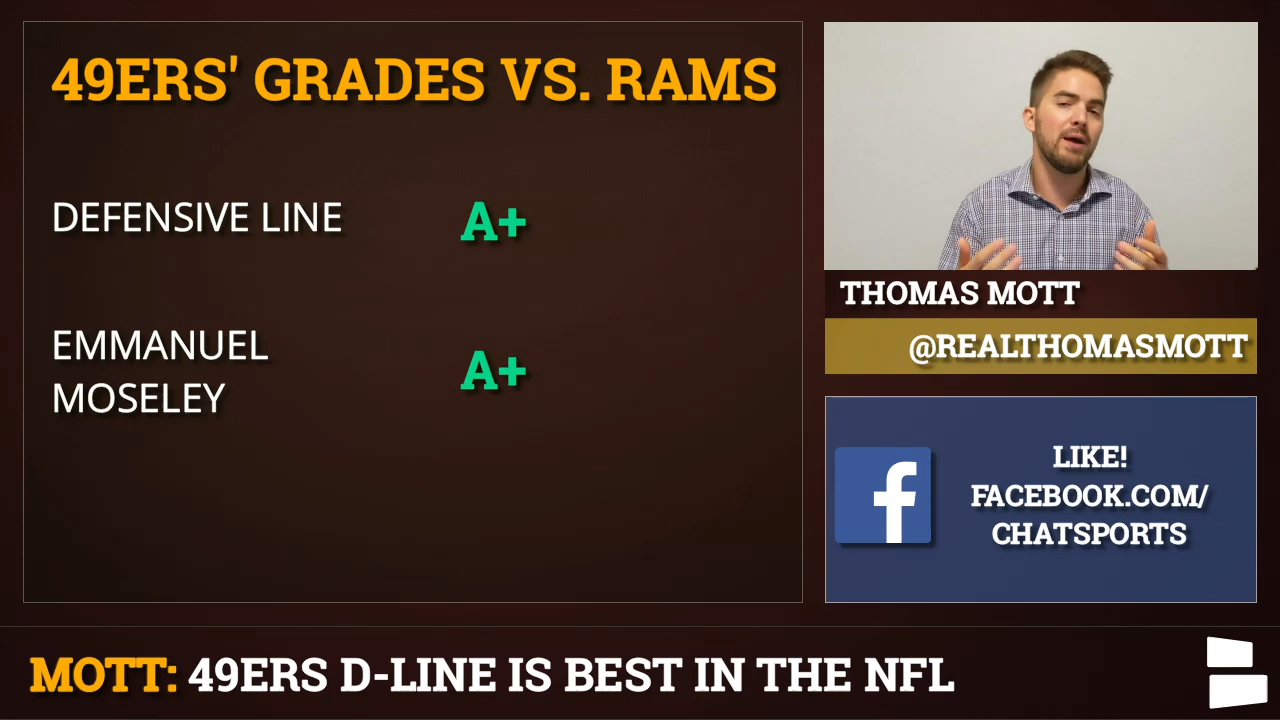 49ERS' GRADES VS. RAMS
DEFENSIVE LINE A+
EMMANUEL
MOSELEY A+
THOMAS MOTT
@REALTHOMASMOTT
f
LIKE!
FACEBOOK.COM/
CHATSPORTS
MOTT: 49ERS D-LINE IS BEST IN THE NFL